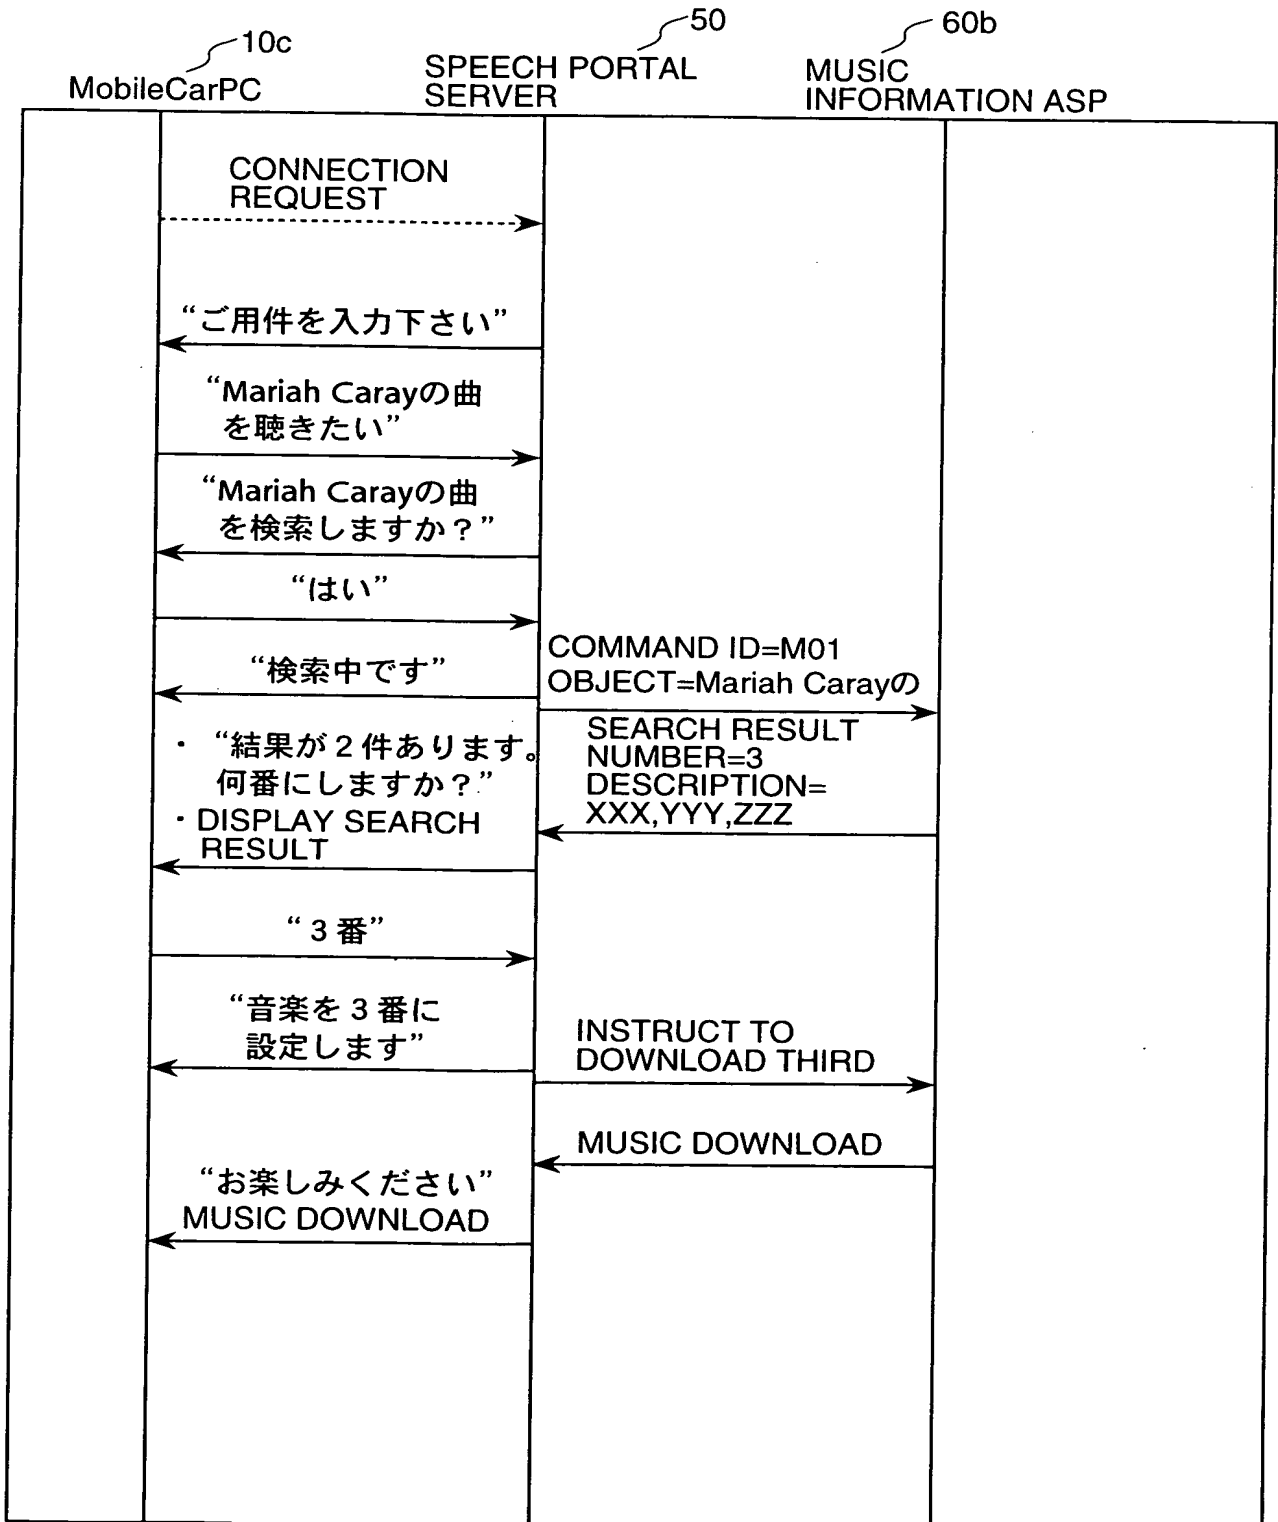 10c
50
60b
MobileCarPC
SPEECH PORTAL
SERVER
MUSIC
INFORMATION ASP
CONNECTION
REQUEST
“ご用件を入力下さい”
“Mariah Carayの曲
を聴きたい”
“Mariah Carayの曲
を検索しますか？”
“はい”
“検索中です”
COMMAND ID=M01
OBJECT=Mariah Carayの
SEARCH RESULT
NUMBER=3
DESCRIPTION=
XXX,YYY,ZZZ
・ “結果が２件あります。
何番にしますか？”
・DISPLAY SEARCH
RESULT
“３番”
“音楽を３番に
設定します”
INSTRUCT TO
DOWNLOAD THIRD
MUSIC DOWNLOAD
“お楽しみください”
MUSIC DOWNLOAD